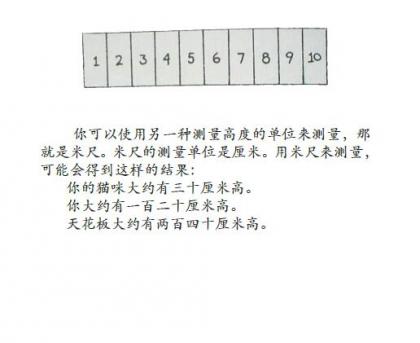 1 2 3 4 5 6 7 8 9 10
你可以使用另一种测量高度的单位来测量，那
就是米尺。米尺的测量单位是厘米。用米尺来测量，
可能会得到这样的结果：
你的猫咪大约有三十厘米高。
你大约有一百二十厘米高。
天花板大约有两百四十厘米高。